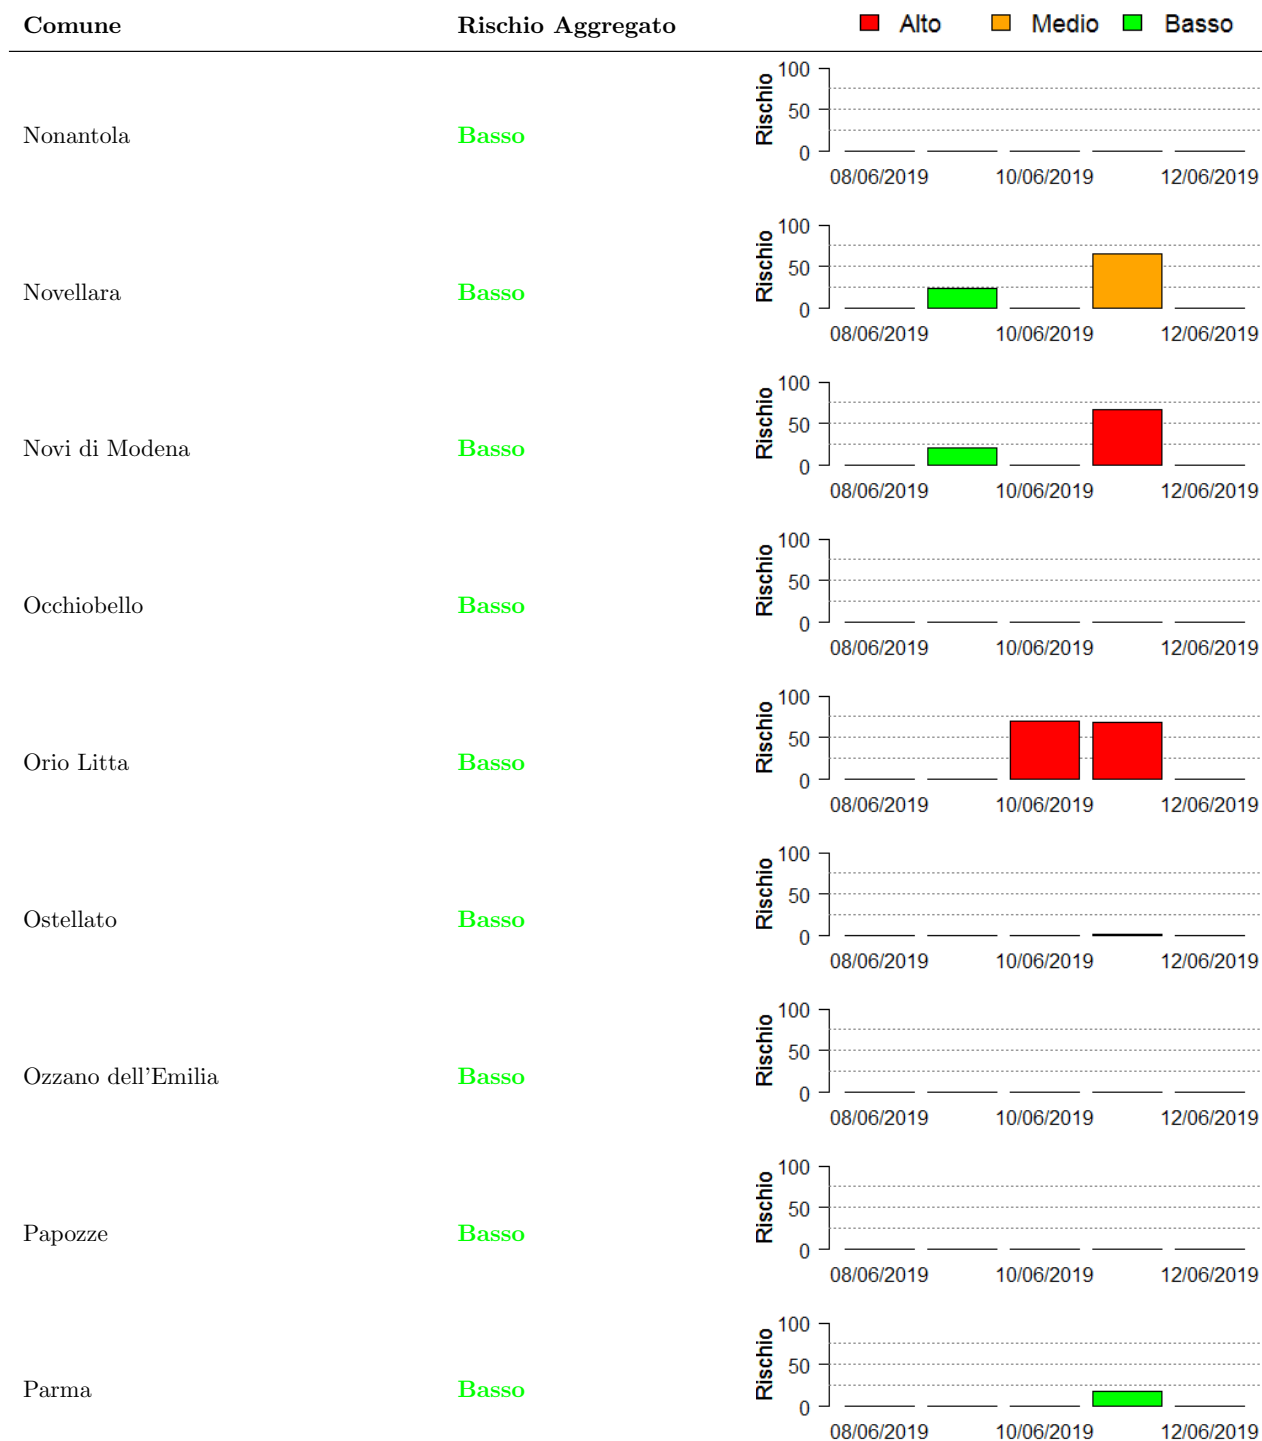 Comune Rischio Aggregato Alto Medio Basso
Nonantola Basso Rischio 100 50 0
08/06/2019 10/06/2019 12/06/2019
Novellara Basso Rischio 100 50 0
08/06/2019 10/06/2019 12/06/2019
Novi di Modena Basso Rischio 100 50 0
08/06/2019 10/06/2019 12/06/2019
Occhiobello Basso Rischio 100 50 0
08/06/2019 10/06/2019 12/06/2019
Orio Litta Basso Rischio 100 50 0
08/06/2019 10/06/2019 12/06/2019
Ostellato Basso Rischio 100 50 0
08/06/2019 10/06/2019 12/06/2019
Ozzano dell'Emilia Basso Rischio 100 50 0
08/06/2019 10/06/2019 12/06/2019
Papozze Basso Rischio 100 50 0
08/06/2019 10/06/2019 12/06/2019
Parma Basso Rischio 100 50 0
08/06/2019 10/06/2019 12/06/2019